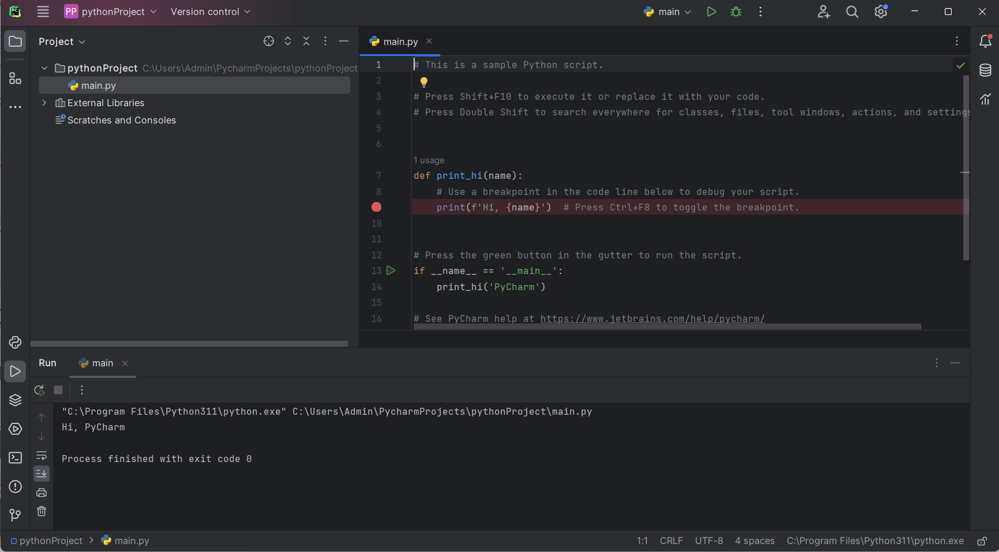 PC
PP pythonProject
Version control
main
Project
pythonProject C:\Users\Admin\PycharmProjects\pythonProject
main.py
External Libraries
Scratches and Consoles
main.py
1 # This is a sample Python script.
2
3 # Press Shift+F10 to execute it or replace it with your code.
4 # Press Double Shift to search everywhere for classes, files, tool windows, actions, and settings
5
6
1 usage
7 def print_hi(name):
8 # Use a breakpoint in the code line below to debug your script.
print(f'Hi, {name}') # Press Ctrl+F8 to toggle the breakpoint.
10
11
12 # Press the green button in the gutter to run the script.
13 if __name__ == '__main__':
14 print_hi('PyCharm')
15
16 # See PyCharm help at https://www.jetbrains.com/help/pycharm/
Run
main
"C:\Program Files\Python311\python.exe" C:\Users\Admin\PycharmProjects\pythonProject\main.py
Hi, PyCharm
Process finished with exit code 0
pythonProject > main.py
1:1 CRLF UTF-8 4 spaces C:\Program Files\Python311\python.exe